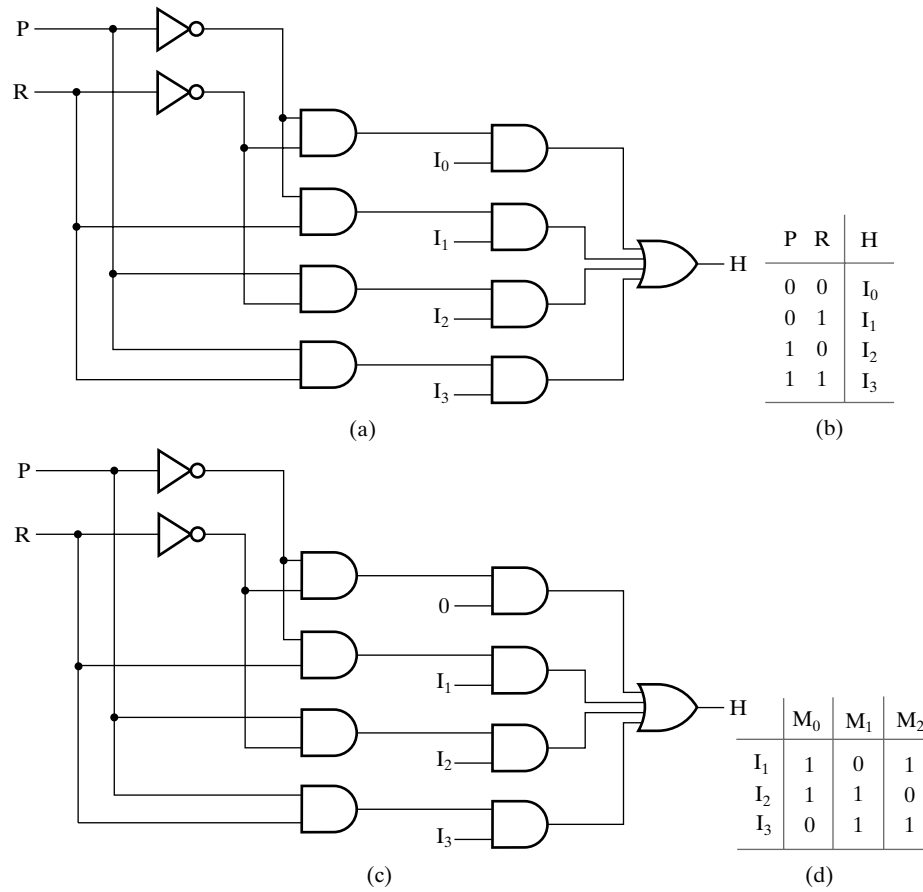 P
R
I₀
I₁
I₂
I₃
H
(a)
P R H
0 0 I₀
0 1 I₁
1 0 I₂
1 1 I₃
(b)
P
R
0
I₁
I₂
I₃
H
(c)
M₀ M₁ M₂
I₁ 1 0 1
I₂ 1 1 0
I₃ 0 1 1
(d)